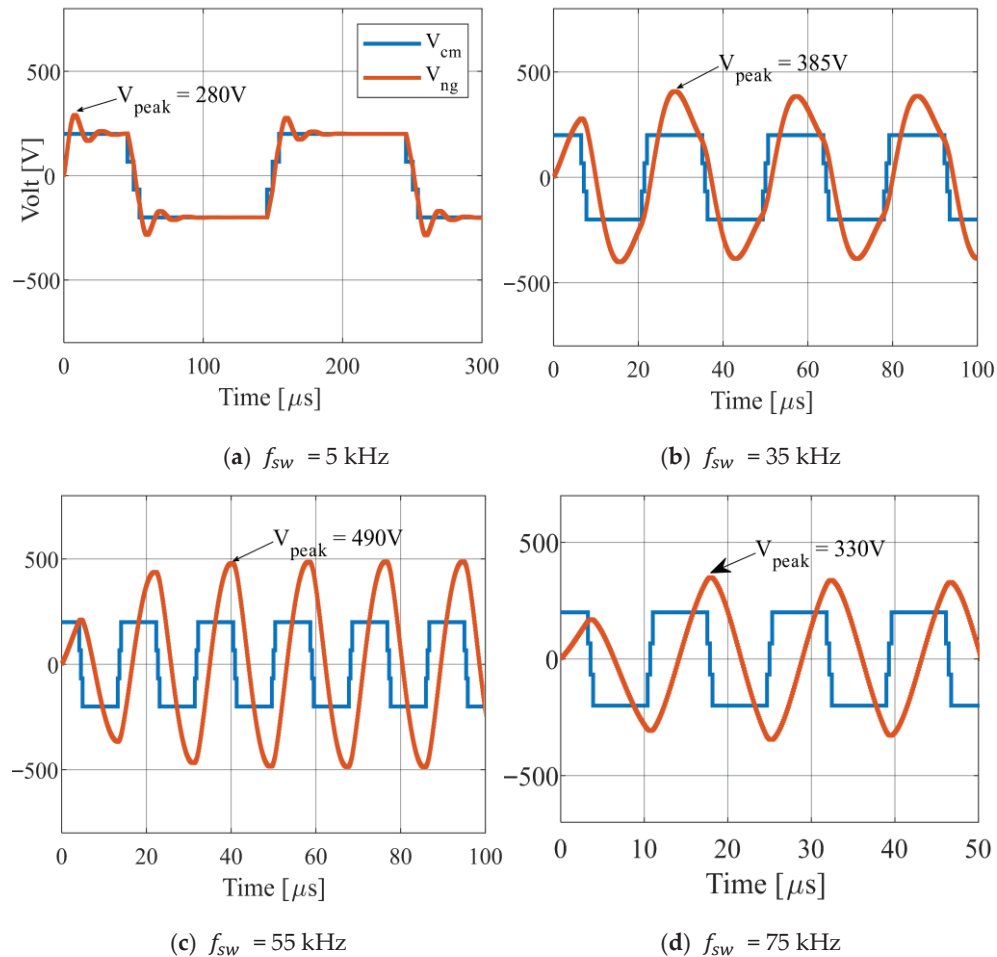 V_cm
V_ng
V_peak = 280V
500
0
−500
Volt [V]
0 100 200 300
Time [μs]
(a) f_sw = 5 kHz
V_peak = 385V
500
0
−500
0 20 40 60 80 100
Time [μs]
(b) f_sw = 35 kHz
V_peak = 490V
500
0
−500
0 20 40 60 80 100
Time [μs]
(c) f_sw = 55 kHz
V_peak = 330V
500
0
−500
0 10 20 30 40 50
Time [μs]
(d) f_sw = 75 kHz